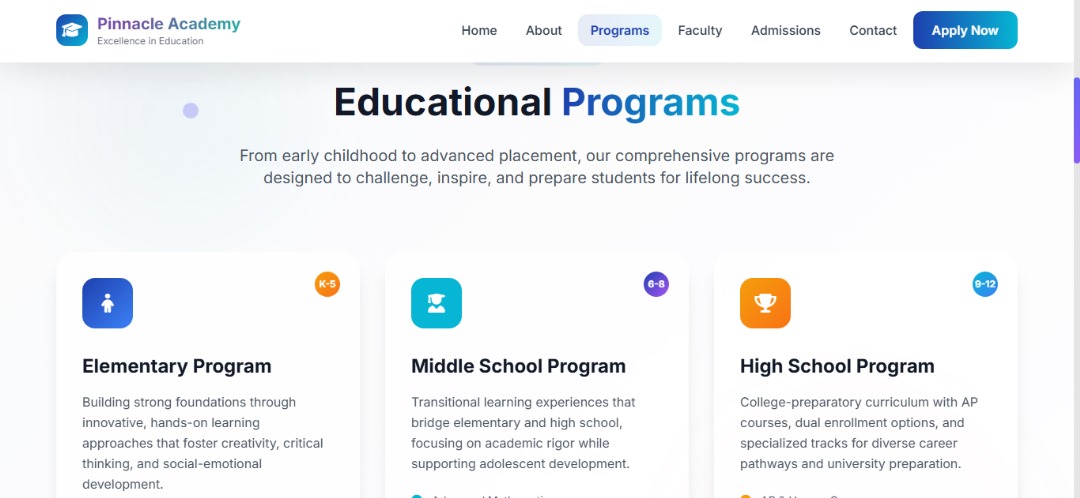 Pinnacle Academy
Excellence in Education
Home
About
Programs
Faculty
Admissions
Contact
Apply Now
Educational Programs
From early childhood to advanced placement, our comprehensive programs are
designed to challenge, inspire, and prepare students for lifelong success.
K-5
Elementary Program
Building strong foundations through
innovative, hands-on learning
approaches that foster creativity, critical
thinking, and social-emotional
development.
6-8
Middle School Program
Transitional learning experiences that
bridge elementary and high school,
focusing on academic rigor while
supporting adolescent development.
9-12
High School Program
College-preparatory curriculum with AP
courses, dual enrollment options, and
specialized tracks for diverse career
pathways and university preparation.